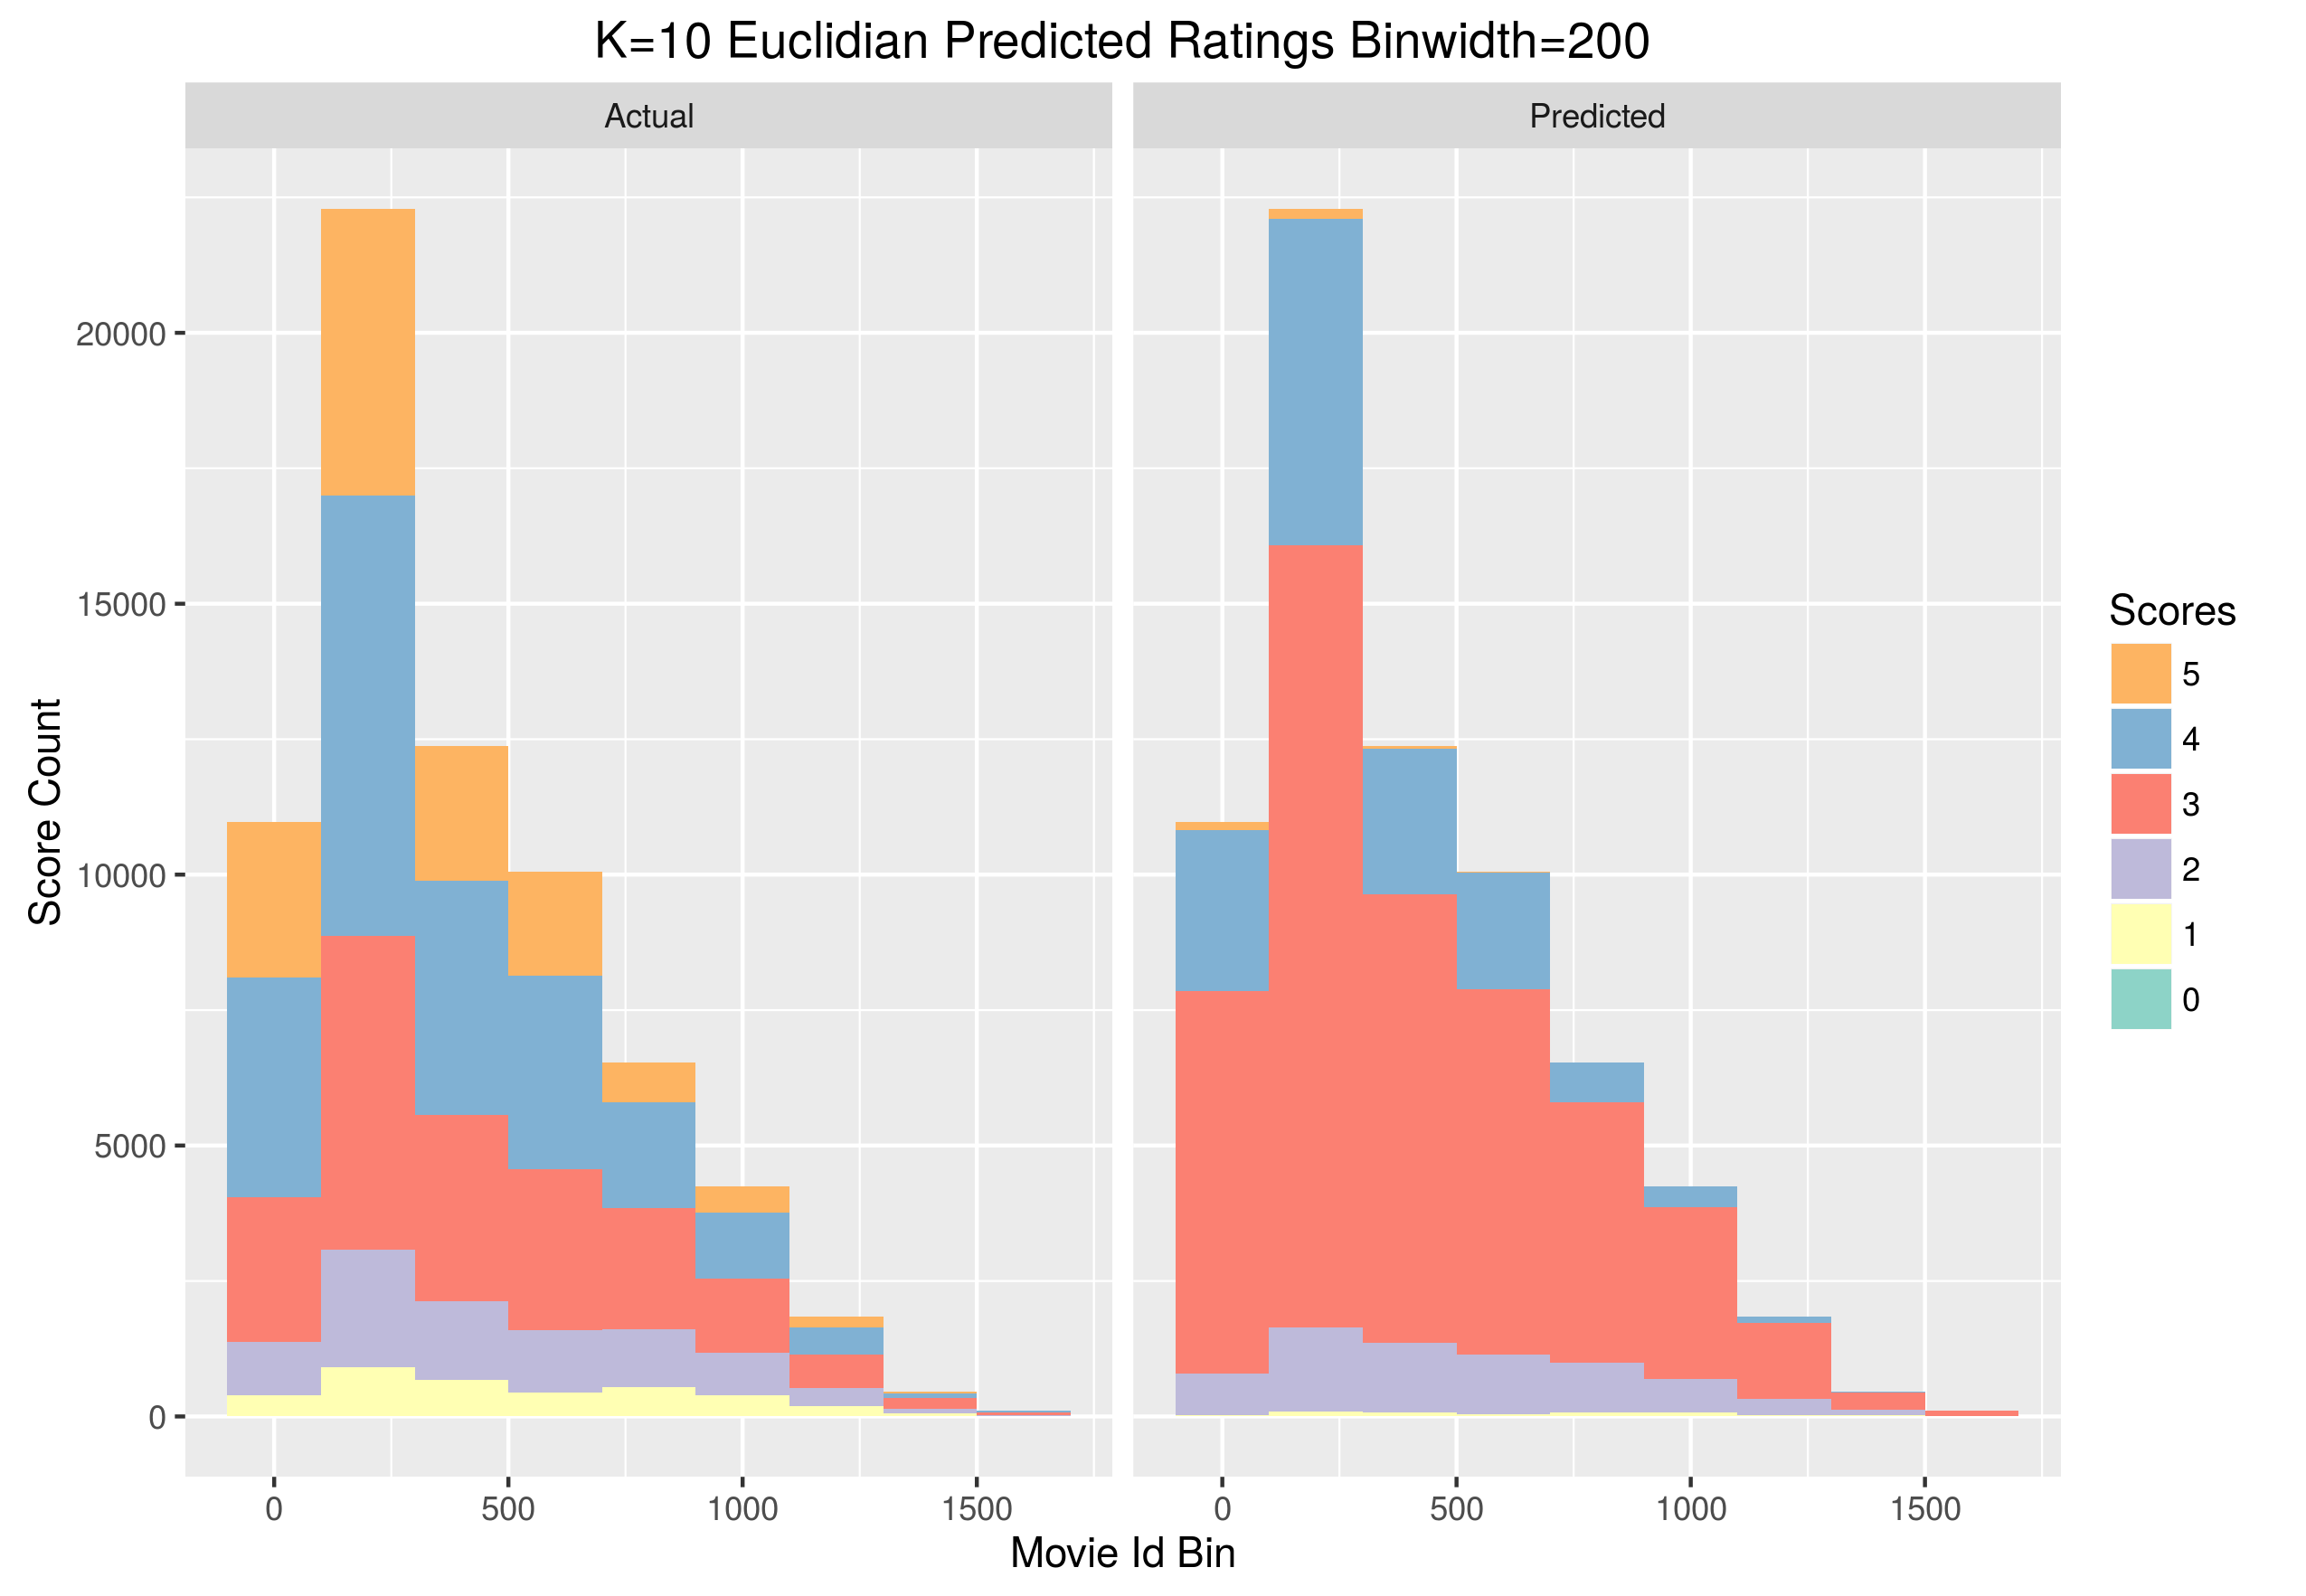 K=10 Euclidian Predicted Ratings Binwidth=200
Actual
Predicted
20000
15000
10000
5000
0
Score Count
0 500 1000 1500
0 500 1000 1500
Movie Id Bin
Scores
5
4
3
2
1
0